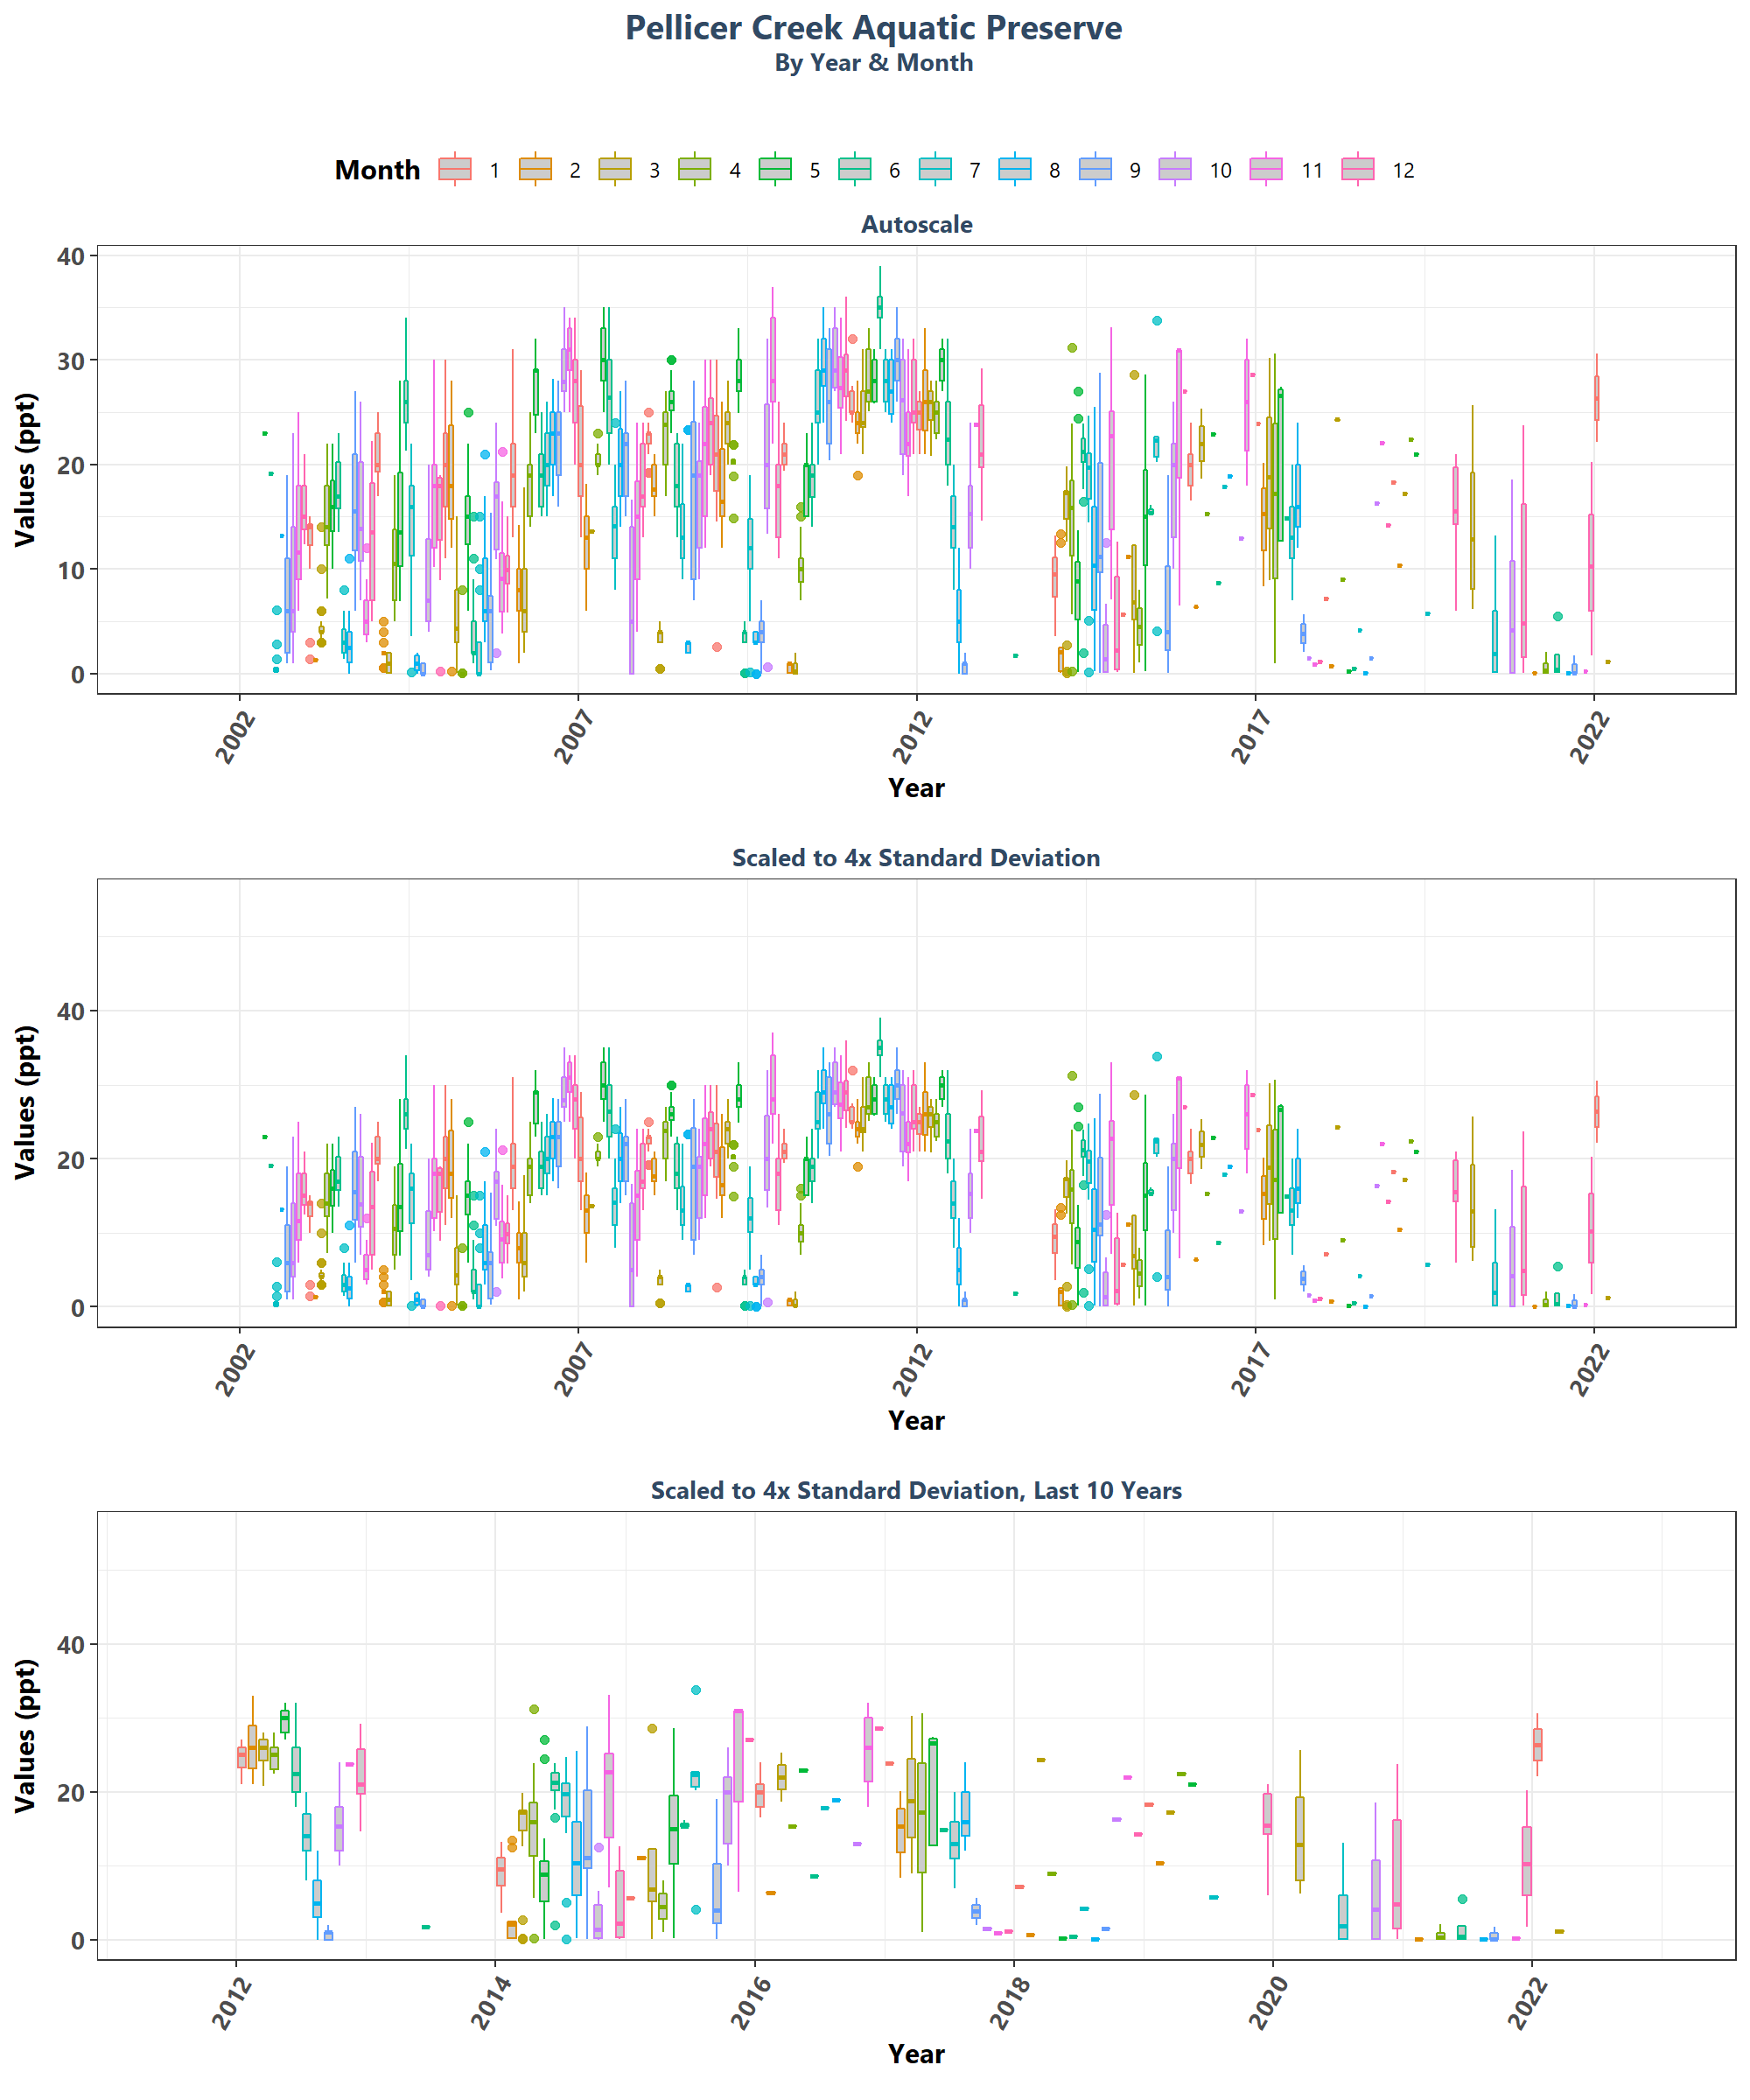 Pellicer Creek Aquatic Preserve
By Year & Month
Month 1 2 3 4 5 6 7 8 9 10 11 12
Autoscale
Values (ppt)
40
30
20
10
0
2002 2007 2012 2017 2022
Year
Scaled to 4x Standard Deviation
Values (ppt)
40
20
0
2002 2007 2012 2017 2022
Year
Scaled to 4x Standard Deviation, Last 10 Years
Values (ppt)
40
20
0
2012 2014 2016 2018 2020 2022
Year